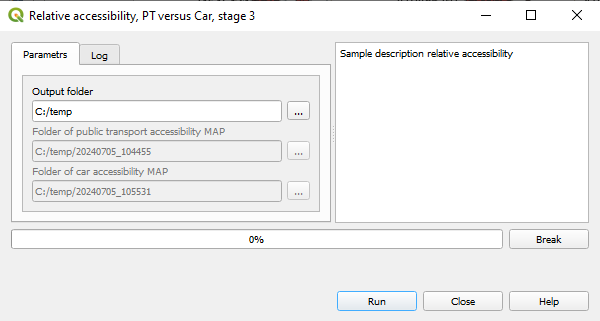 Relative accessibility, PT versus Car, stage 3
Parametrs
Log
Output folder
C:/temp
...
Folder of public transport accessibility MAP
C:/temp/20240705_104455
...
Folder of car accessibility MAP
C:/temp/20240705_105531
...
Sample description relative accessibility
0%
Break
Run
Close
Help